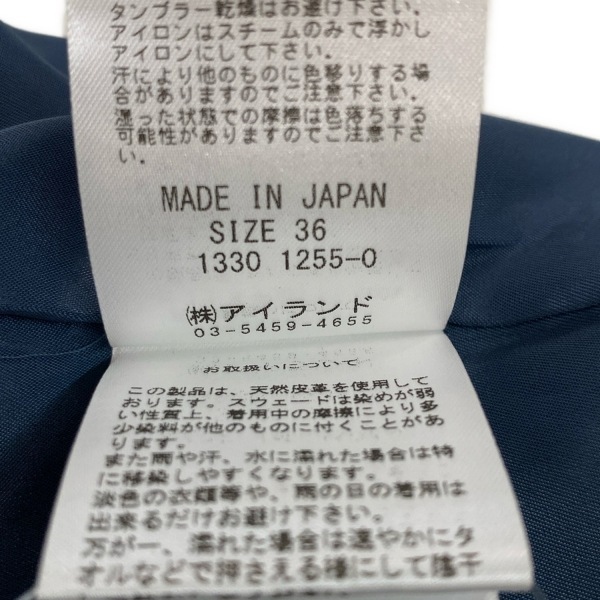 タンブラー乾燥はお避け下さい。
アイロンはスチームのみで浮かし
アイロンにして下さい。
汗により他のものに色移りする場
合がありますのでご注意下さい。
湿った状態での摩擦は色落ちする
可能性がありますのでご注意下さ
い。
MADE IN JAPAN
SIZE 36
1330 1255-0
㈱アイランド
03-5459-4655
お取扱いについて
この製品は、天然皮革を使用して
おります。スウェードは染めが弱
い性質上、着用中の摩擦により多
少染料が他のものに付くことがあ
ります。
また雨や汗、水に濡れた場合は特
に移染しやすくなります。
淡色の衣類等や、雨の日の着用は
出来るだけお避け下さい。
万が一、濡れた場合は速やかにタ
オルなどで押さえる様にして陰干